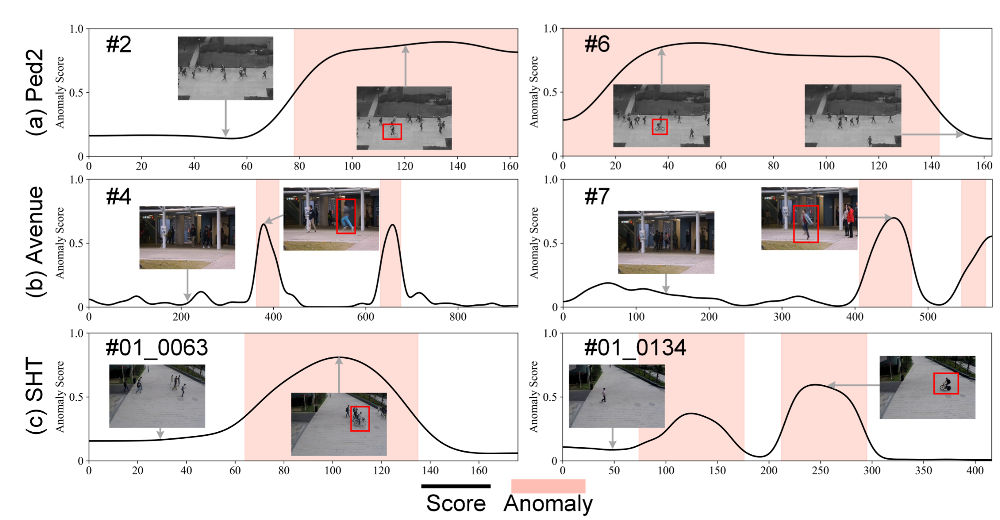 (a) Ped2
Anomaly Score
1.0
0.5
0
#2
0 20 40 60 80 100 120 140 160
Anomaly Score
1.0
0.5
0
#6
0 20 40 60 80 100 120 140 160
(b) Avenue
Anomaly Score
1.0
0.5
0
#4
0 200 400 600 800
Anomaly Score
1.0
0.5
0
#7
0 100 200 300 400 500
(c) SHT
Anomaly Score
1.0
0.5
0
#01_0063
0 20 40 60 80 100 120 140 160
Anomaly Score
1.0
0.5
0
#01_0134
0 50 100 150 200 250 300 350 400
Score Anomaly